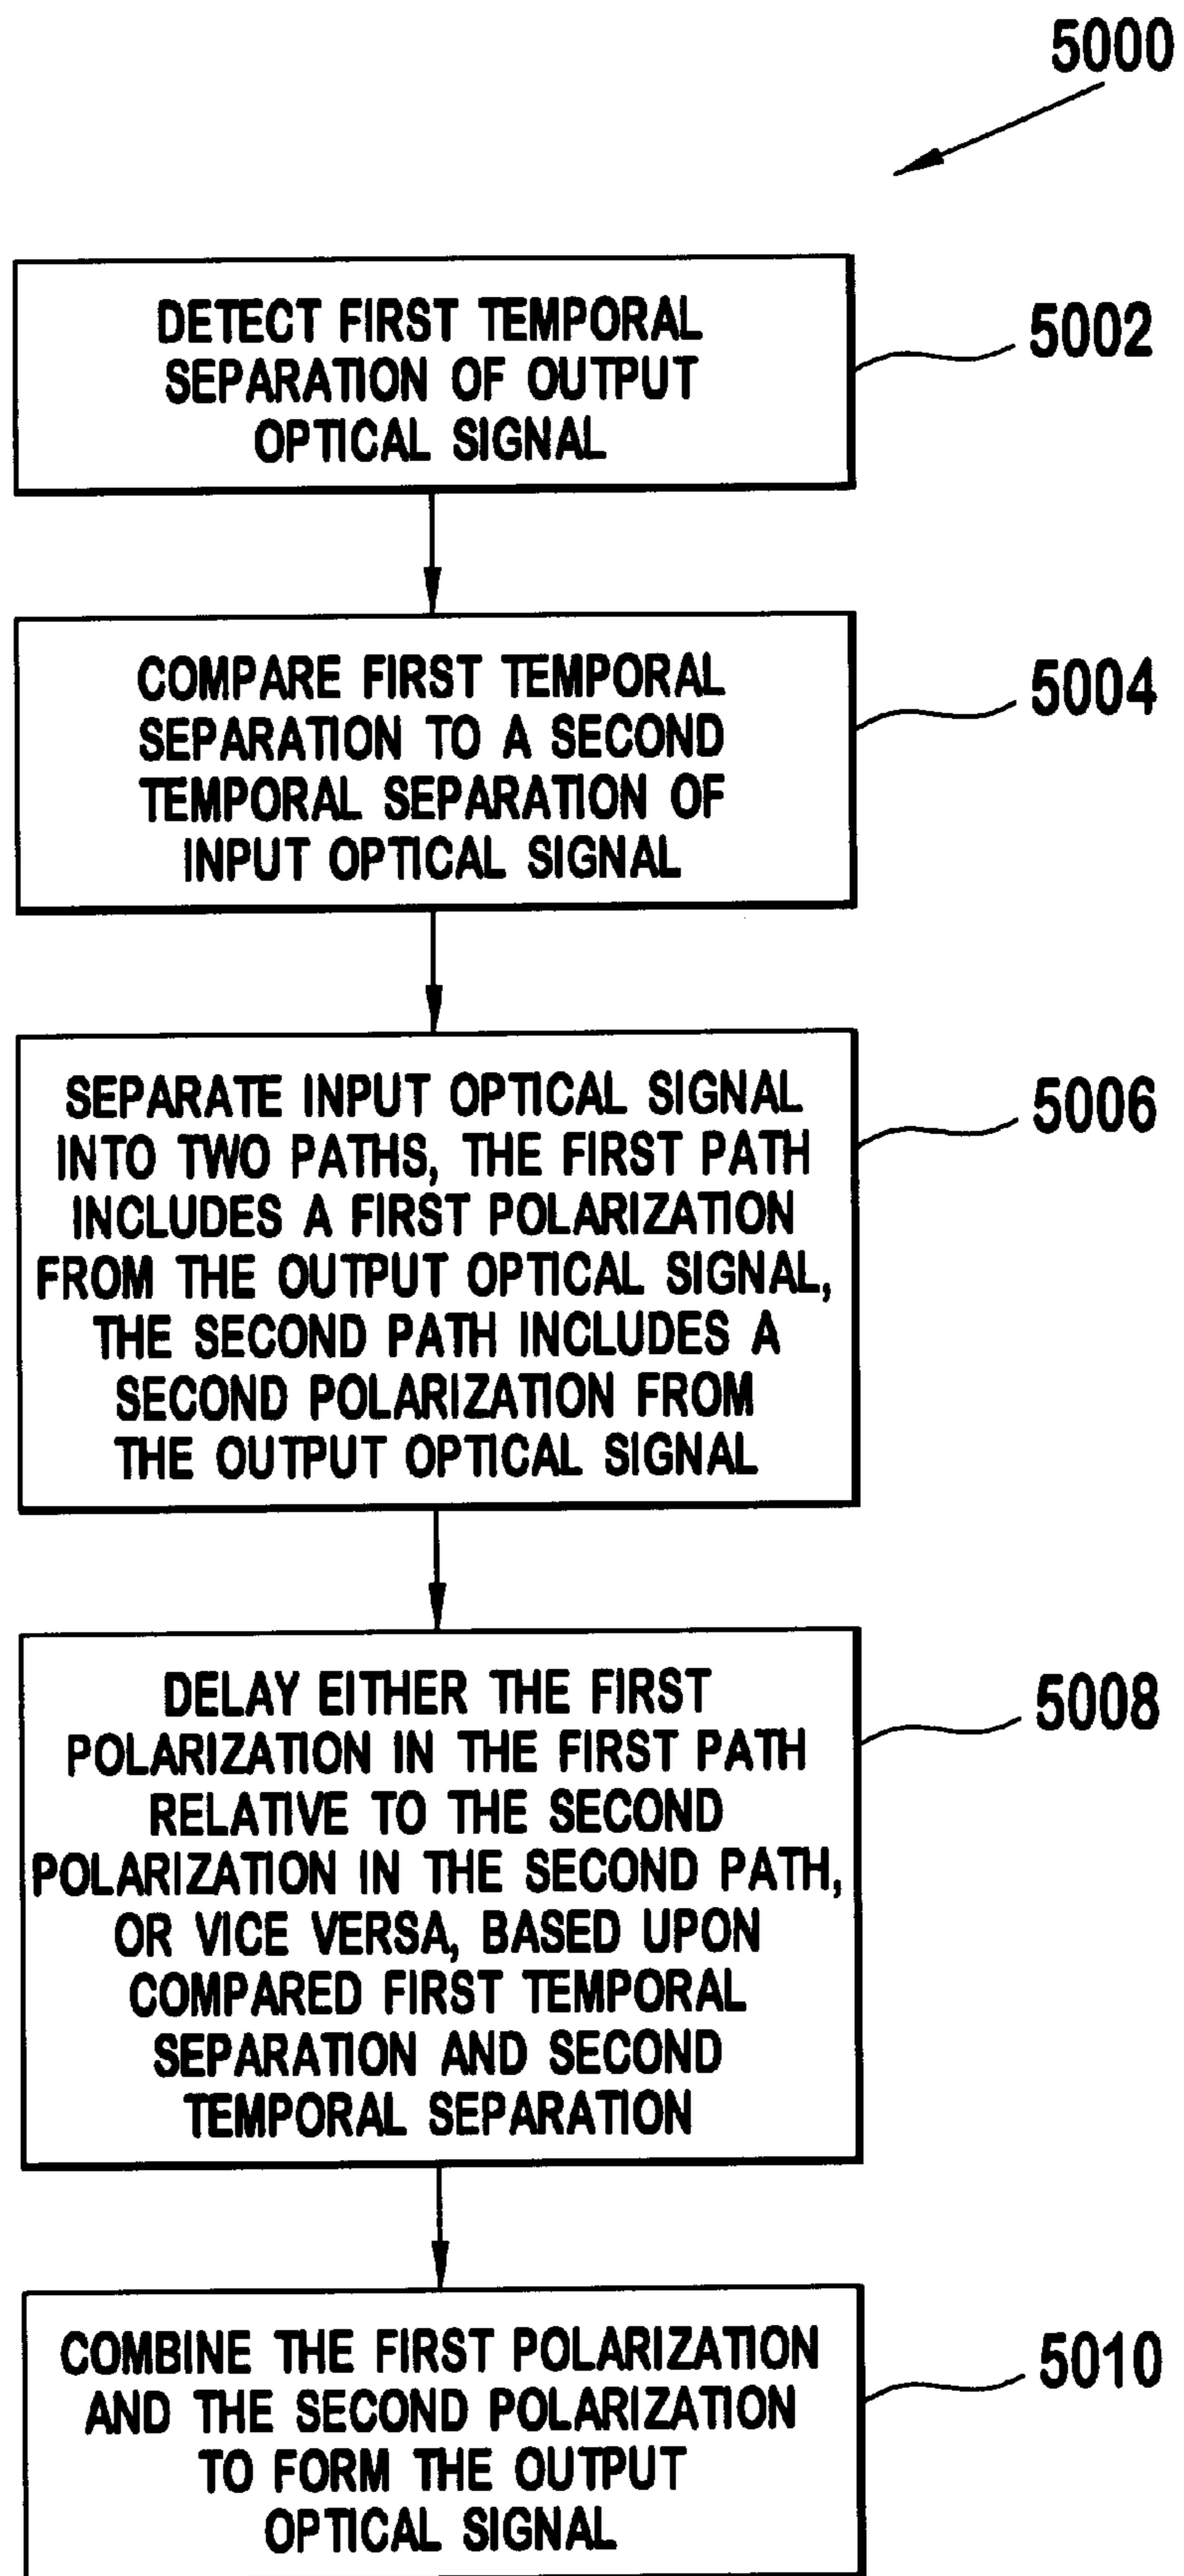 5000
DETECT FIRST TEMPORAL
SEPARATION OF OUTPUT
OPTICAL SIGNAL
5002
COMPARE FIRST TEMPORAL
SEPARATION TO A SECOND
TEMPORAL SEPARATION OF
INPUT OPTICAL SIGNAL
5004
SEPARATE INPUT OPTICAL SIGNAL
INTO TWO PATHS, THE FIRST PATH
INCLUDES A FIRST POLARIZATION
FROM THE OUTPUT OPTICAL SIGNAL,
THE SECOND PATH INCLUDES A
SECOND POLARIZATION FROM
THE OUTPUT OPTICAL SIGNAL
5006
DELAY EITHER THE FIRST
POLARIZATION IN THE FIRST PATH
RELATIVE TO THE SECOND
POLARIZATION IN THE SECOND PATH,
OR VICE VERSA, BASED UPON
COMPARED FIRST TEMPORAL
SEPARATION AND SECOND
TEMPORAL SEPARATION
5008
COMBINE THE FIRST POLARIZATION
AND THE SECOND POLARIZATION
TO FORM THE OUTPUT
OPTICAL SIGNAL
5010